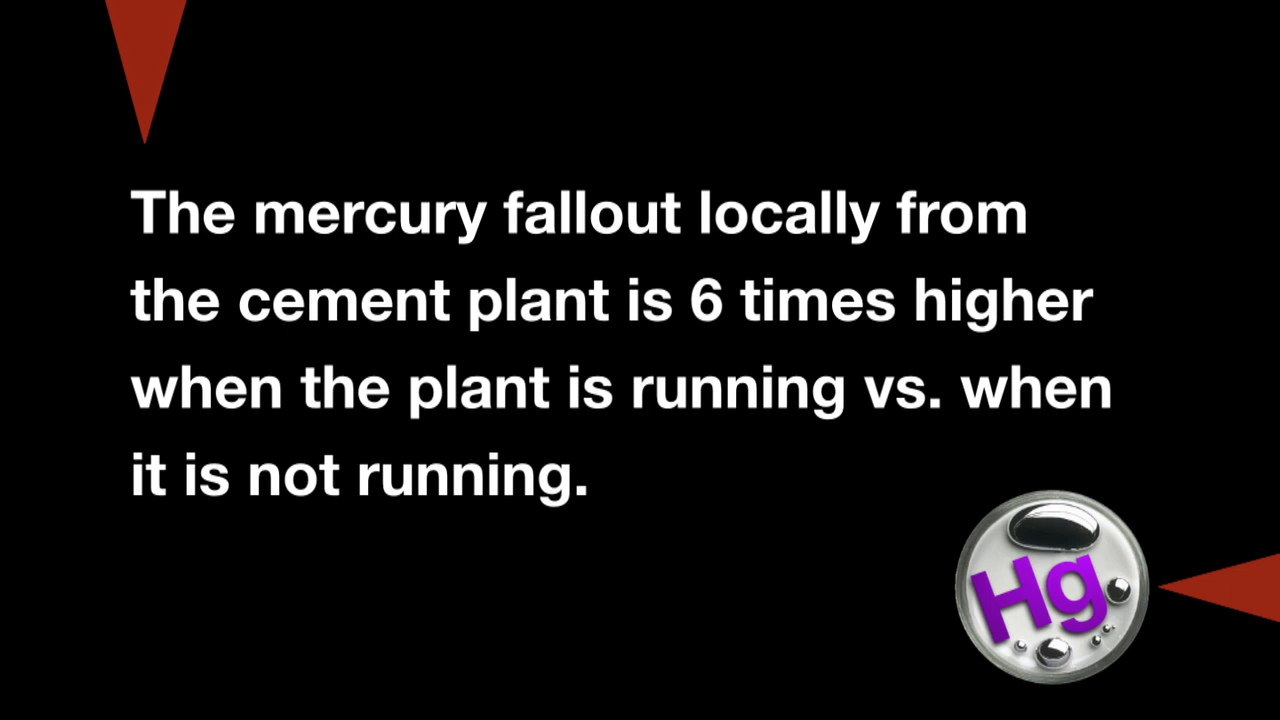 The mercury fallout locally from
the cement plant is 6 times higher
when the plant is running vs. when
it is not running.
Hg